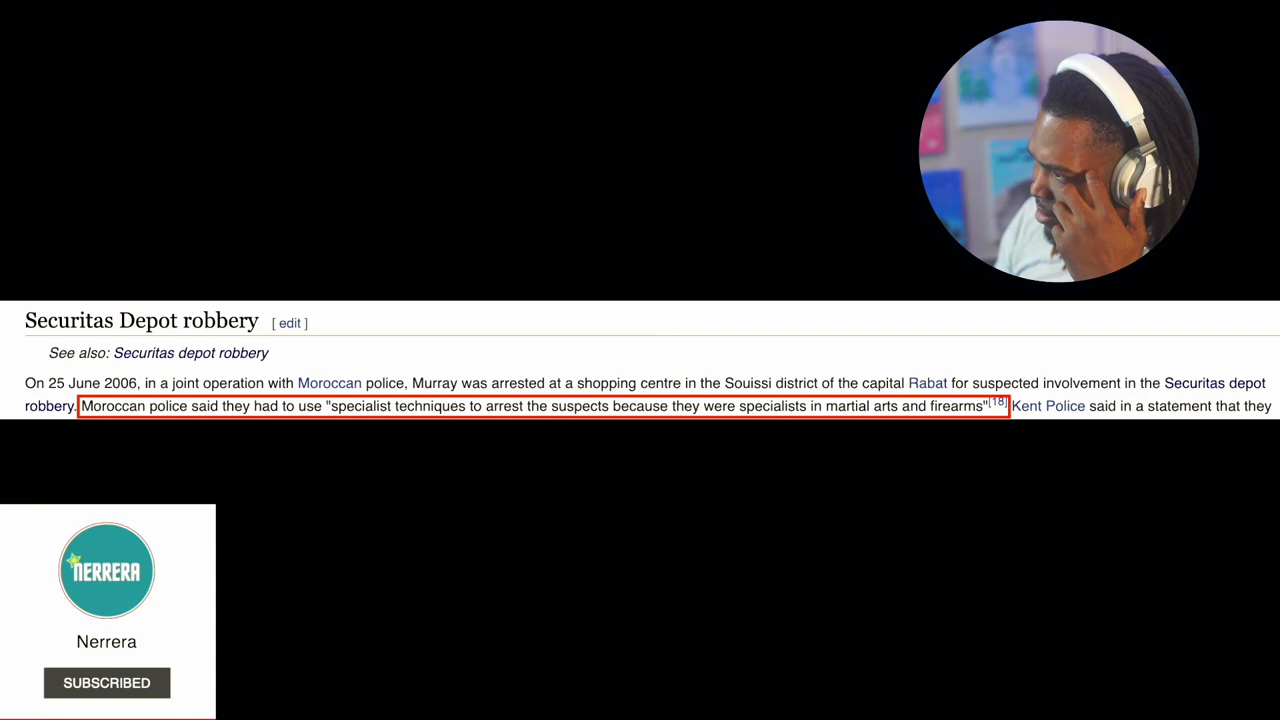 Securitas Depot robbery [ edit ]
See also: Securitas depot robbery
On 25 June 2006, in a joint operation with Moroccan police, Murray was arrested at a shopping centre in the Souissi district of the capital Rabat for suspected involvement in the Securitas depot
robbery. Moroccan police said they had to use "specialist techniques to arrest the suspects because they were specialists in martial arts and firearms"[18] Kent Police said in a statement that they
NERRERA
Nerrera
SUBSCRIBED